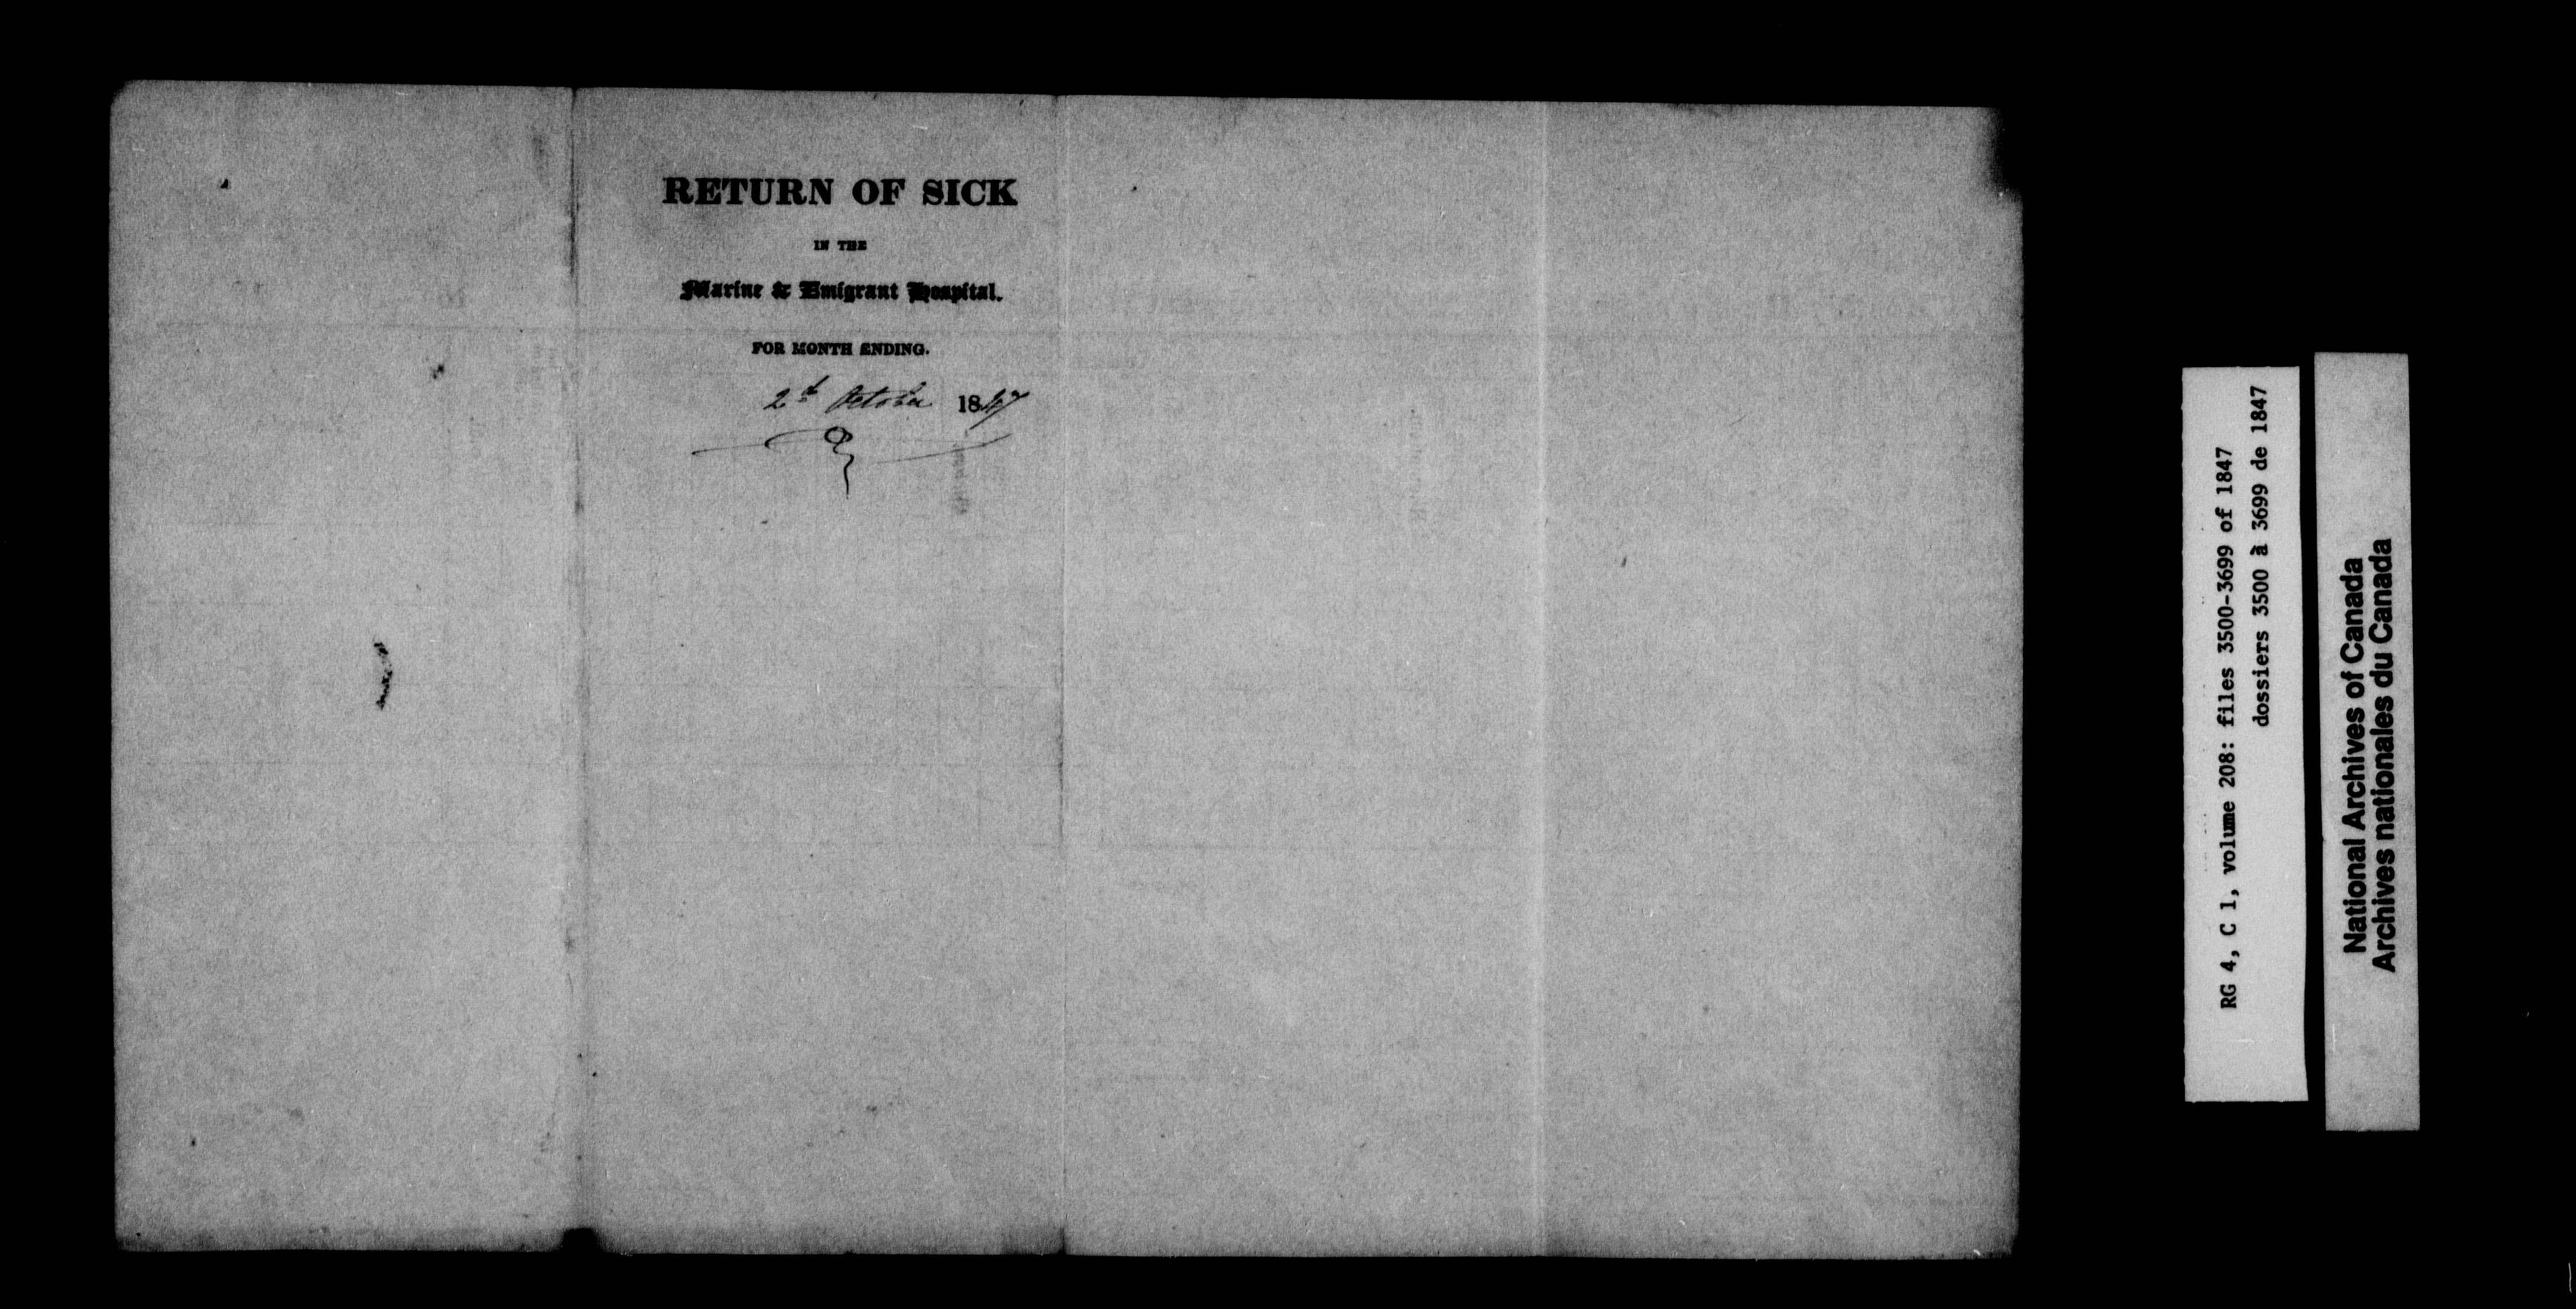 RETURN OF SICK
IN THE
Marine & Emigrant Hospital.
FOR MONTH ENDING.
2d October 1847
RG 4, C 1, volume 208: files 3500-3699 of 1847
dossiers 3500 à 3699 de 1847
National Archives of Canada
Archives nationales du Canada